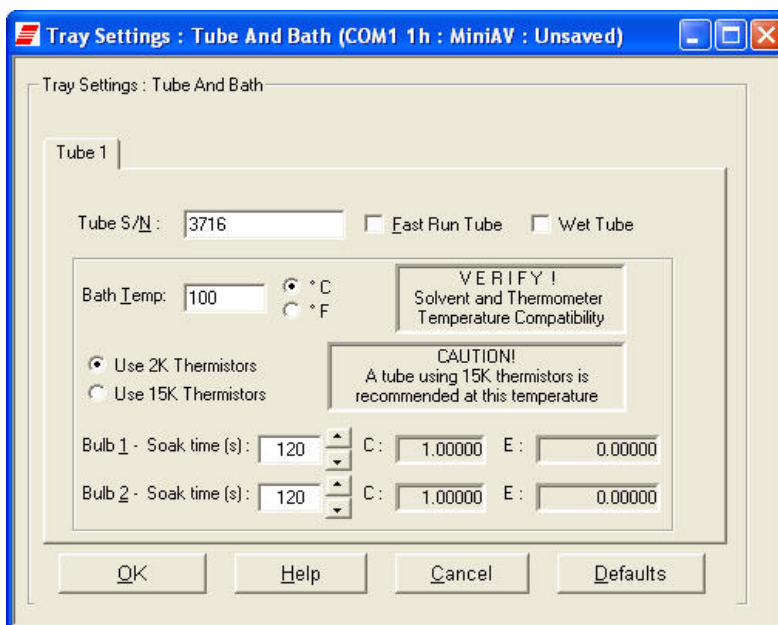 Tray Settings : Tube And Bath (COM1 1h : MiniAV : Unsaved)
Tray Settings : Tube And Bath
Tube 1
Tube S/N : 3716 Fast Run Tube Wet Tube
Bath Temp: 100 ° C
° F
V E R I F Y !
Solvent and Thermometer
Temperature Compatibility
Use 2K Thermistors
Use 15K Thermistors
CAUTION!
A tube using 15K thermistors is
recommended at this temperature
Bulb 1 - Soak time (s) : 120 C : 1.00000 E : 0.00000
Bulb 2 - Soak time (s) : 120 C : 1.00000 E : 0.00000
OK Help Cancel Defaults